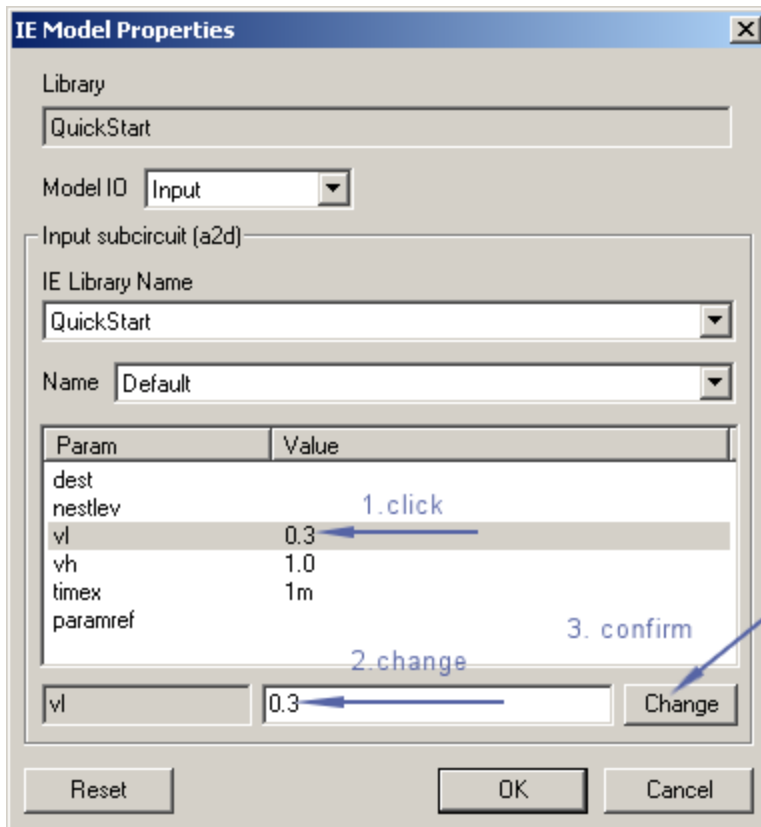 IE Model Properties
Library
QuickStart
Model IO Input
Input subcircuit (a2d)
IE Library Name
QuickStart
Name Default
Param Value
dest
nestlev
1.click
vl 0.3
vh 1.0
timex 1m
paramref
3. confirm
2.change
vl 0.3 Change
Reset OK Cancel